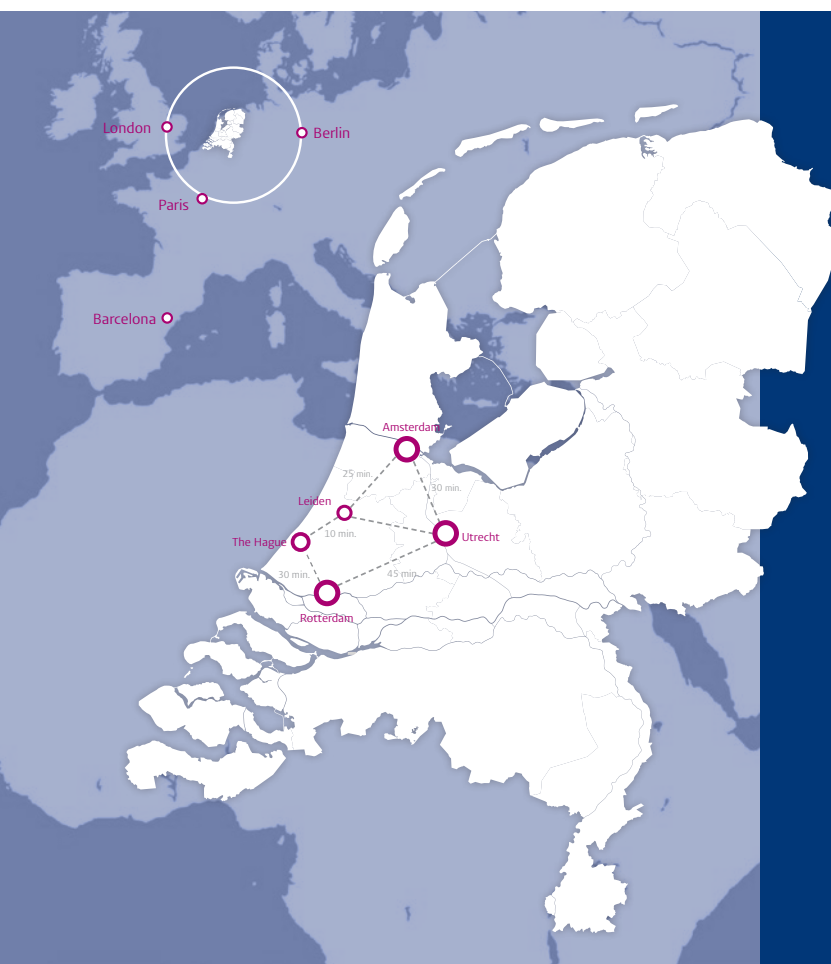 London
Berlin
Paris
Barcelona
Amsterdam
25 min.
30 min.
Leiden
10 min.
The Hague
Utrecht
30 min.
45 min.
Rotterdam